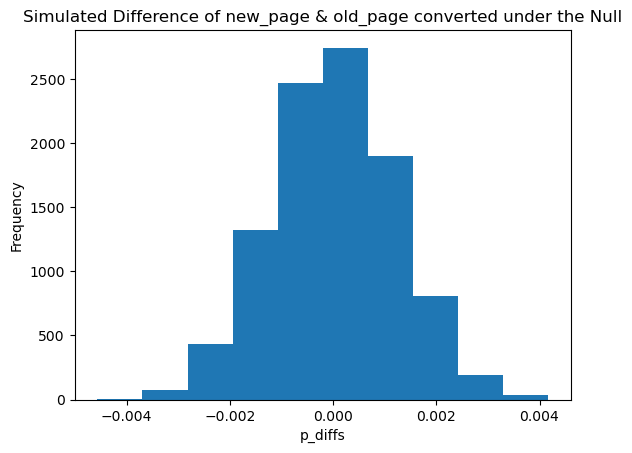 Simulated Difference of new_page & old_page converted under the Null
2500
2000
1500
1000
500
0
Frequency
−0.004 −0.002 0.000 0.002 0.004
p_diffs